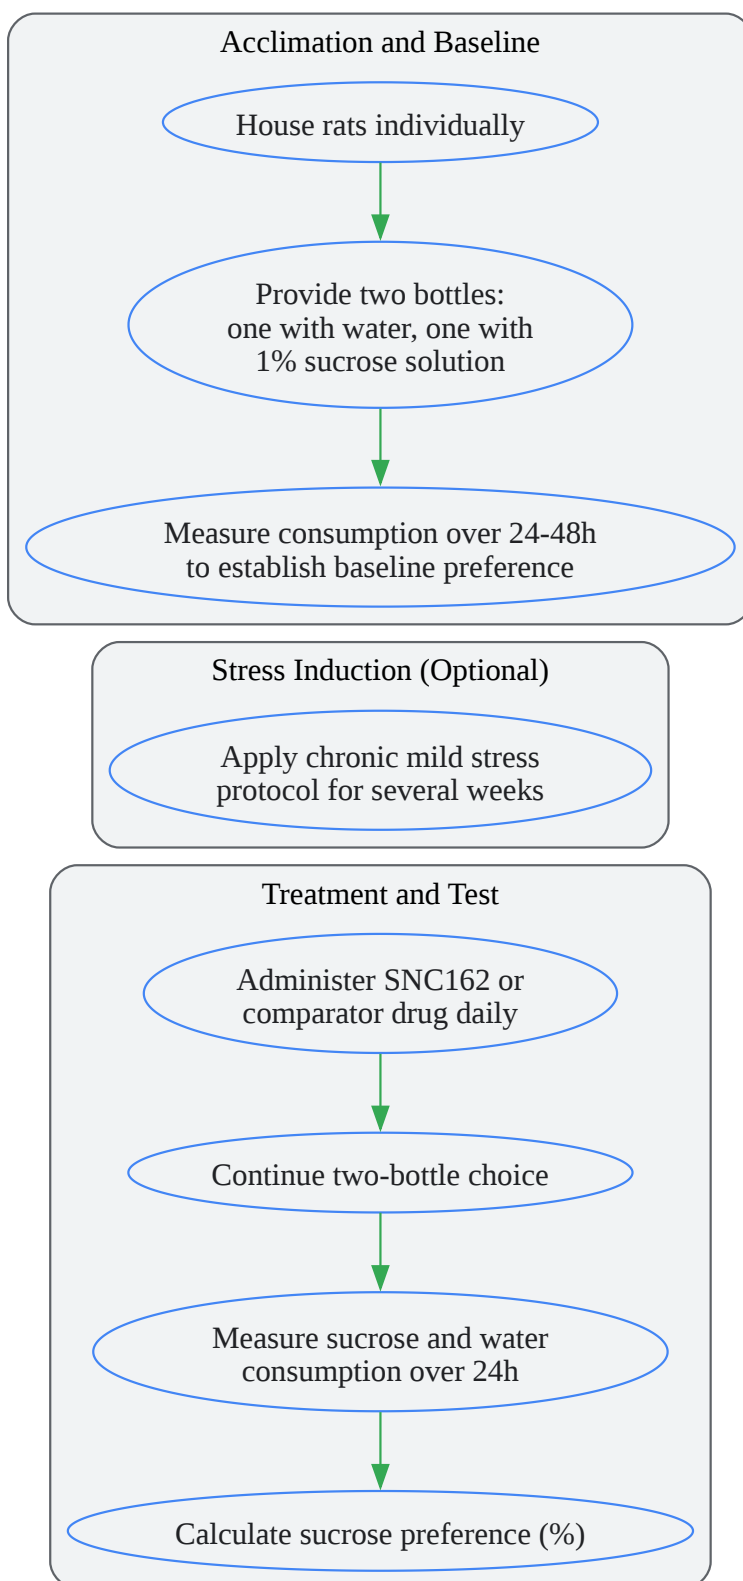 Acclimation and Baseline
House rats individually
Provide two bottles:
one with water, one with
1% sucrose solution
Measure consumption over 24-48h
to establish baseline preference
Stress Induction (Optional)
Apply chronic mild stress
protocol for several weeks
Treatment and Test
Administer SNC162 or
comparator drug daily
Continue two-bottle choice
Measure sucrose and water
consumption over 24h
Calculate sucrose preference (%)